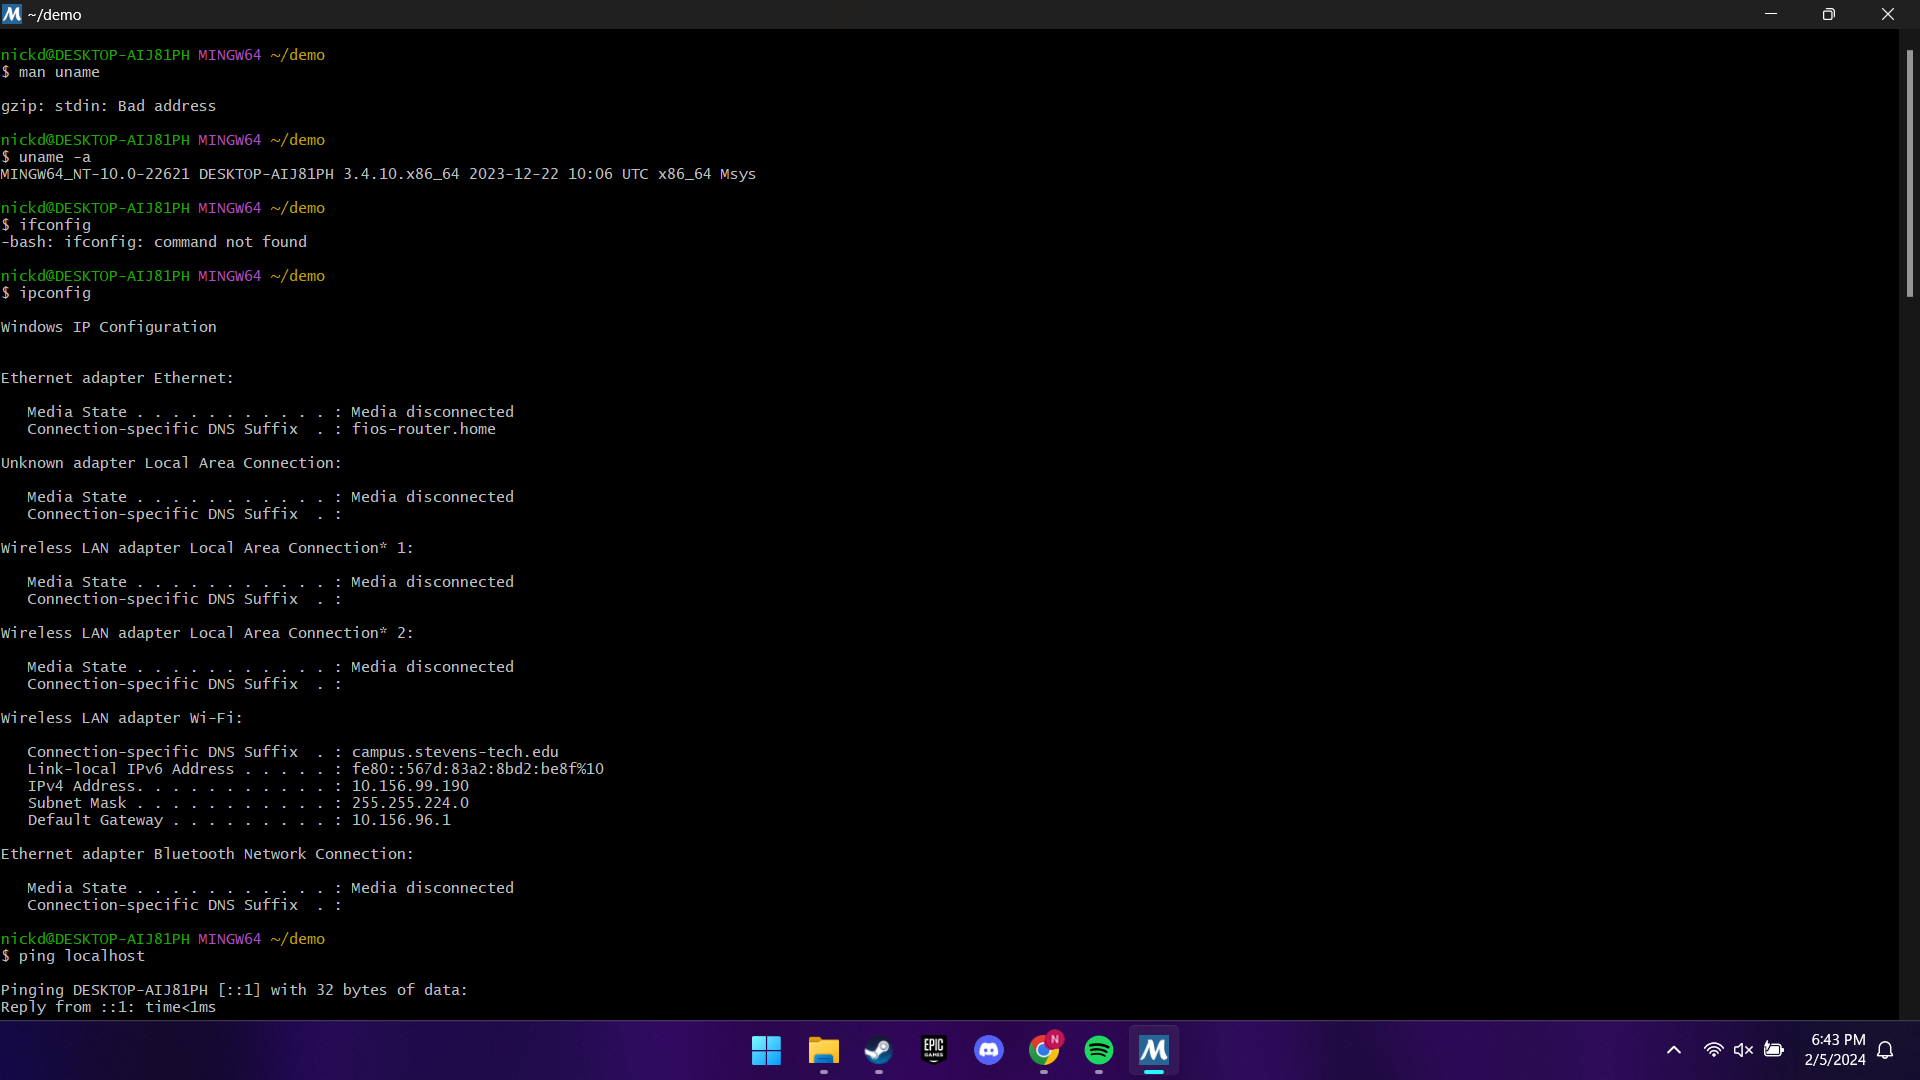 ~/demo
nickd@DESKTOP-AIJ81PH MINGW64 ~/demo
$ man uname
gzip: stdin: Bad address
nickd@DESKTOP-AIJ81PH MINGW64 ~/demo
$ uname -a
MINGW64_NT-10.0-22621 DESKTOP-AIJ81PH 3.4.10.x86_64 2023-12-22 10:06 UTC x86_64 Msys
nickd@DESKTOP-AIJ81PH MINGW64 ~/demo
$ ifconfig
-bash: ifconfig: command not found
nickd@DESKTOP-AIJ81PH MINGW64 ~/demo
$ ipconfig
Windows IP Configuration
Ethernet adapter Ethernet:
Media State . . . . . . . . . . . : Media disconnected
Connection-specific DNS Suffix  . : fios-router.home
Unknown adapter Local Area Connection:
Media State . . . . . . . . . . . : Media disconnected
Connection-specific DNS Suffix  . :
Wireless LAN adapter Local Area Connection* 1:
Media State . . . . . . . . . . . : Media disconnected
Connection-specific DNS Suffix  . :
Wireless LAN adapter Local Area Connection* 2:
Media State . . . . . . . . . . . : Media disconnected
Connection-specific DNS Suffix  . :
Wireless LAN adapter Wi-Fi:
Connection-specific DNS Suffix  . : campus.stevens-tech.edu
Link-local IPv6 Address . . . . . : fe80::567d:83a2:8bd2:be8f%10
IPv4 Address. . . . . . . . . . . : 10.156.99.190
Subnet Mask . . . . . . . . . . . : 255.255.224.0
Default Gateway . . . . . . . . . : 10.156.96.1
Ethernet adapter Bluetooth Network Connection:
Media State . . . . . . . . . . . : Media disconnected
Connection-specific DNS Suffix  . :
nickd@DESKTOP-AIJ81PH MINGW64 ~/demo
$ ping localhost
Pinging DESKTOP-AIJ81PH [::1] with 32 bytes of data:
Reply from ::1: time<1ms
EPIC
GAMES
N
6:43 PM
2/5/2024